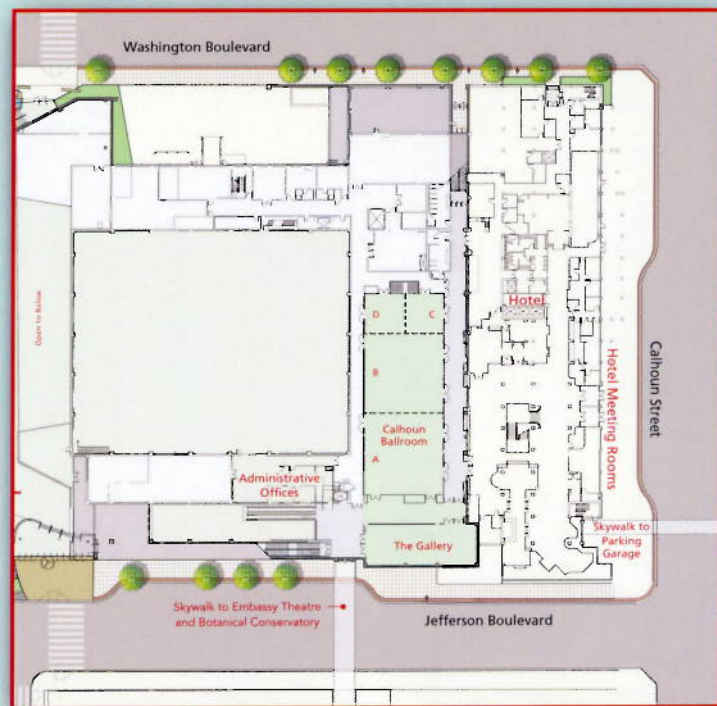 Washington Boulevard
Open to Below
D
C
Hotel
B
Calhoun Street
Hotel Meeting Rooms
Calhoun
Ballroom
A
Administrative
Offices
Skywalk to
Parking
Garage
The Gallery
Skywalk to Embassy Theatre
and Botanical Conservatory
Jefferson Boulevard